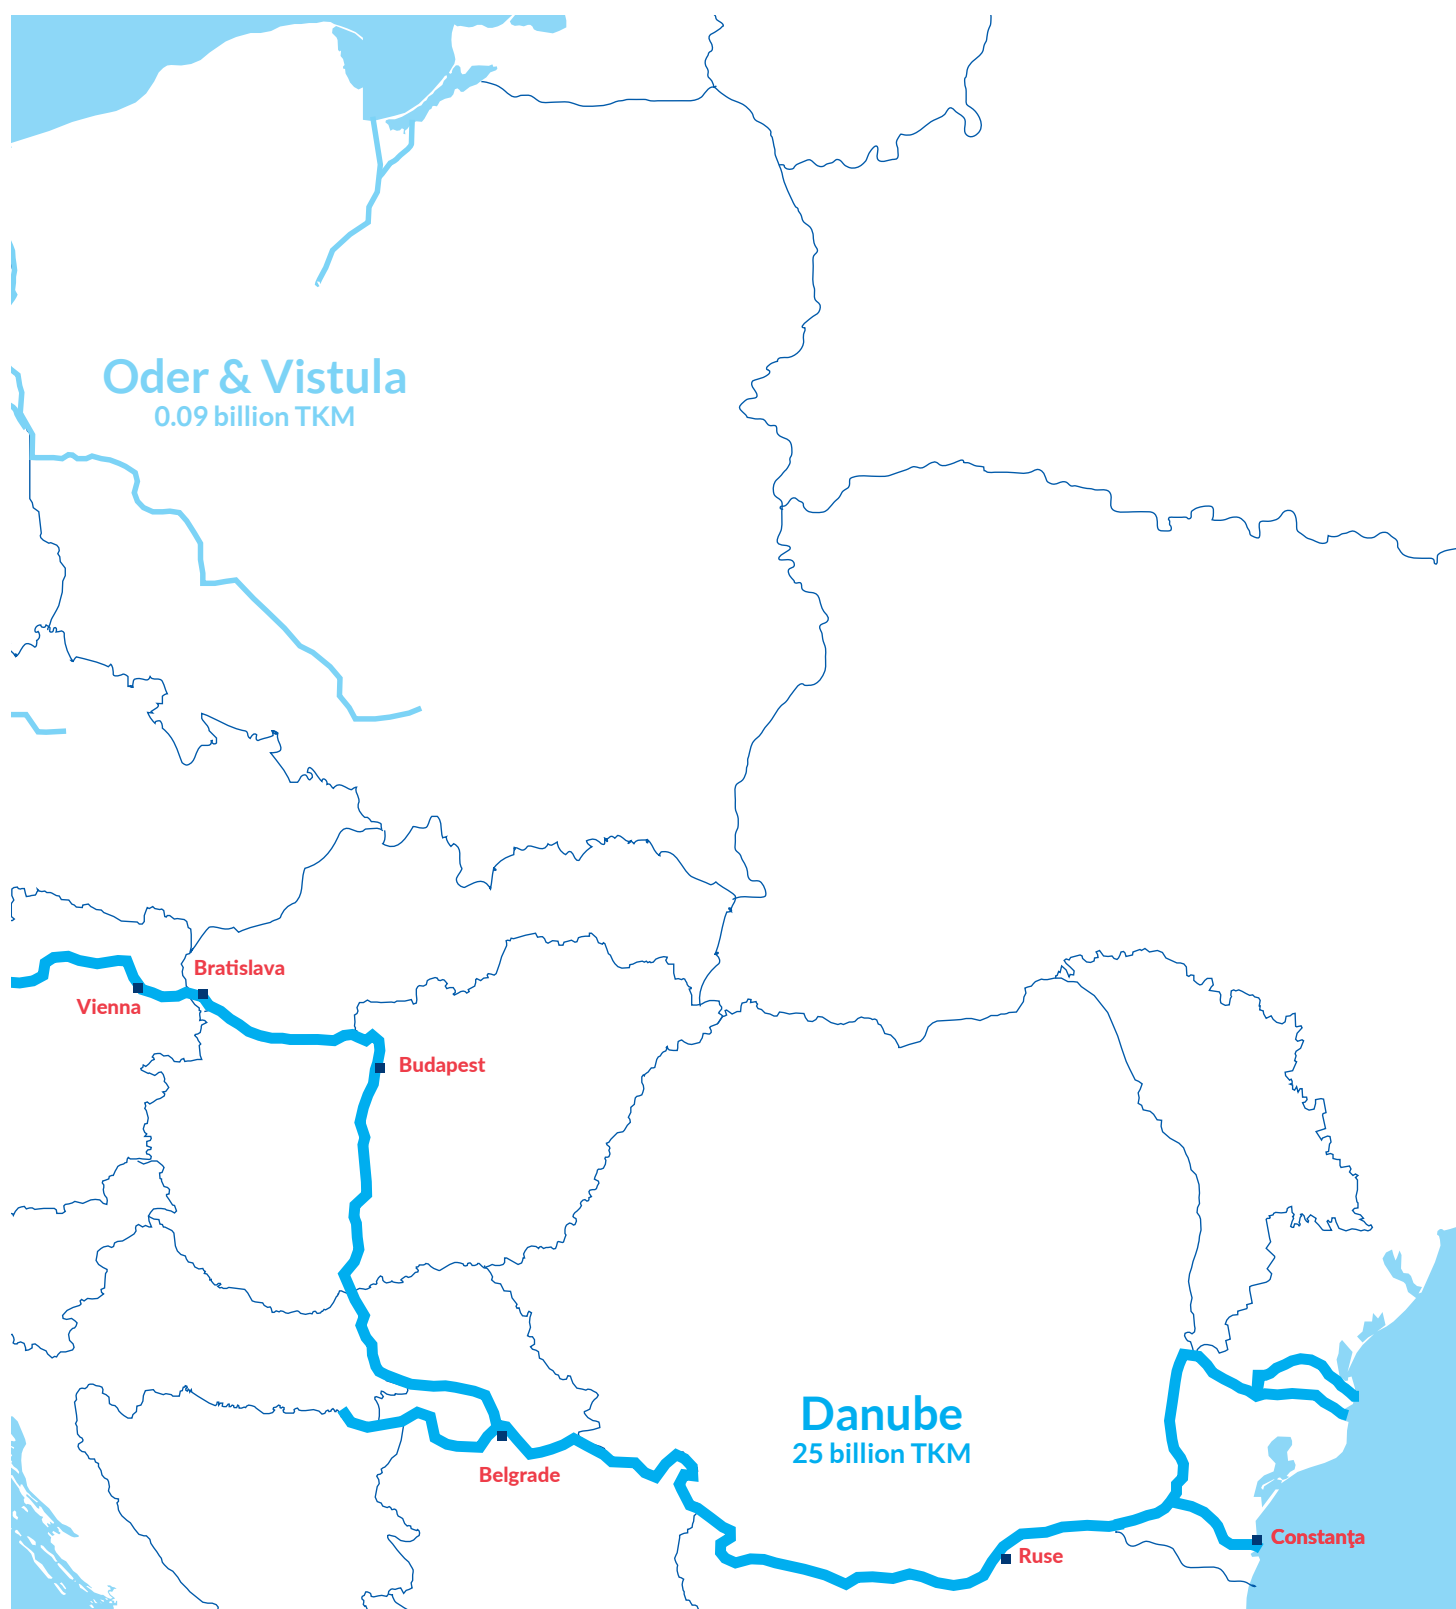 Oder & Vistula
0.09 billion TKM
Bratislava
Vienna
Budapest
Danube
25 billion TKM
Belgrade
Constanţa
Ruse